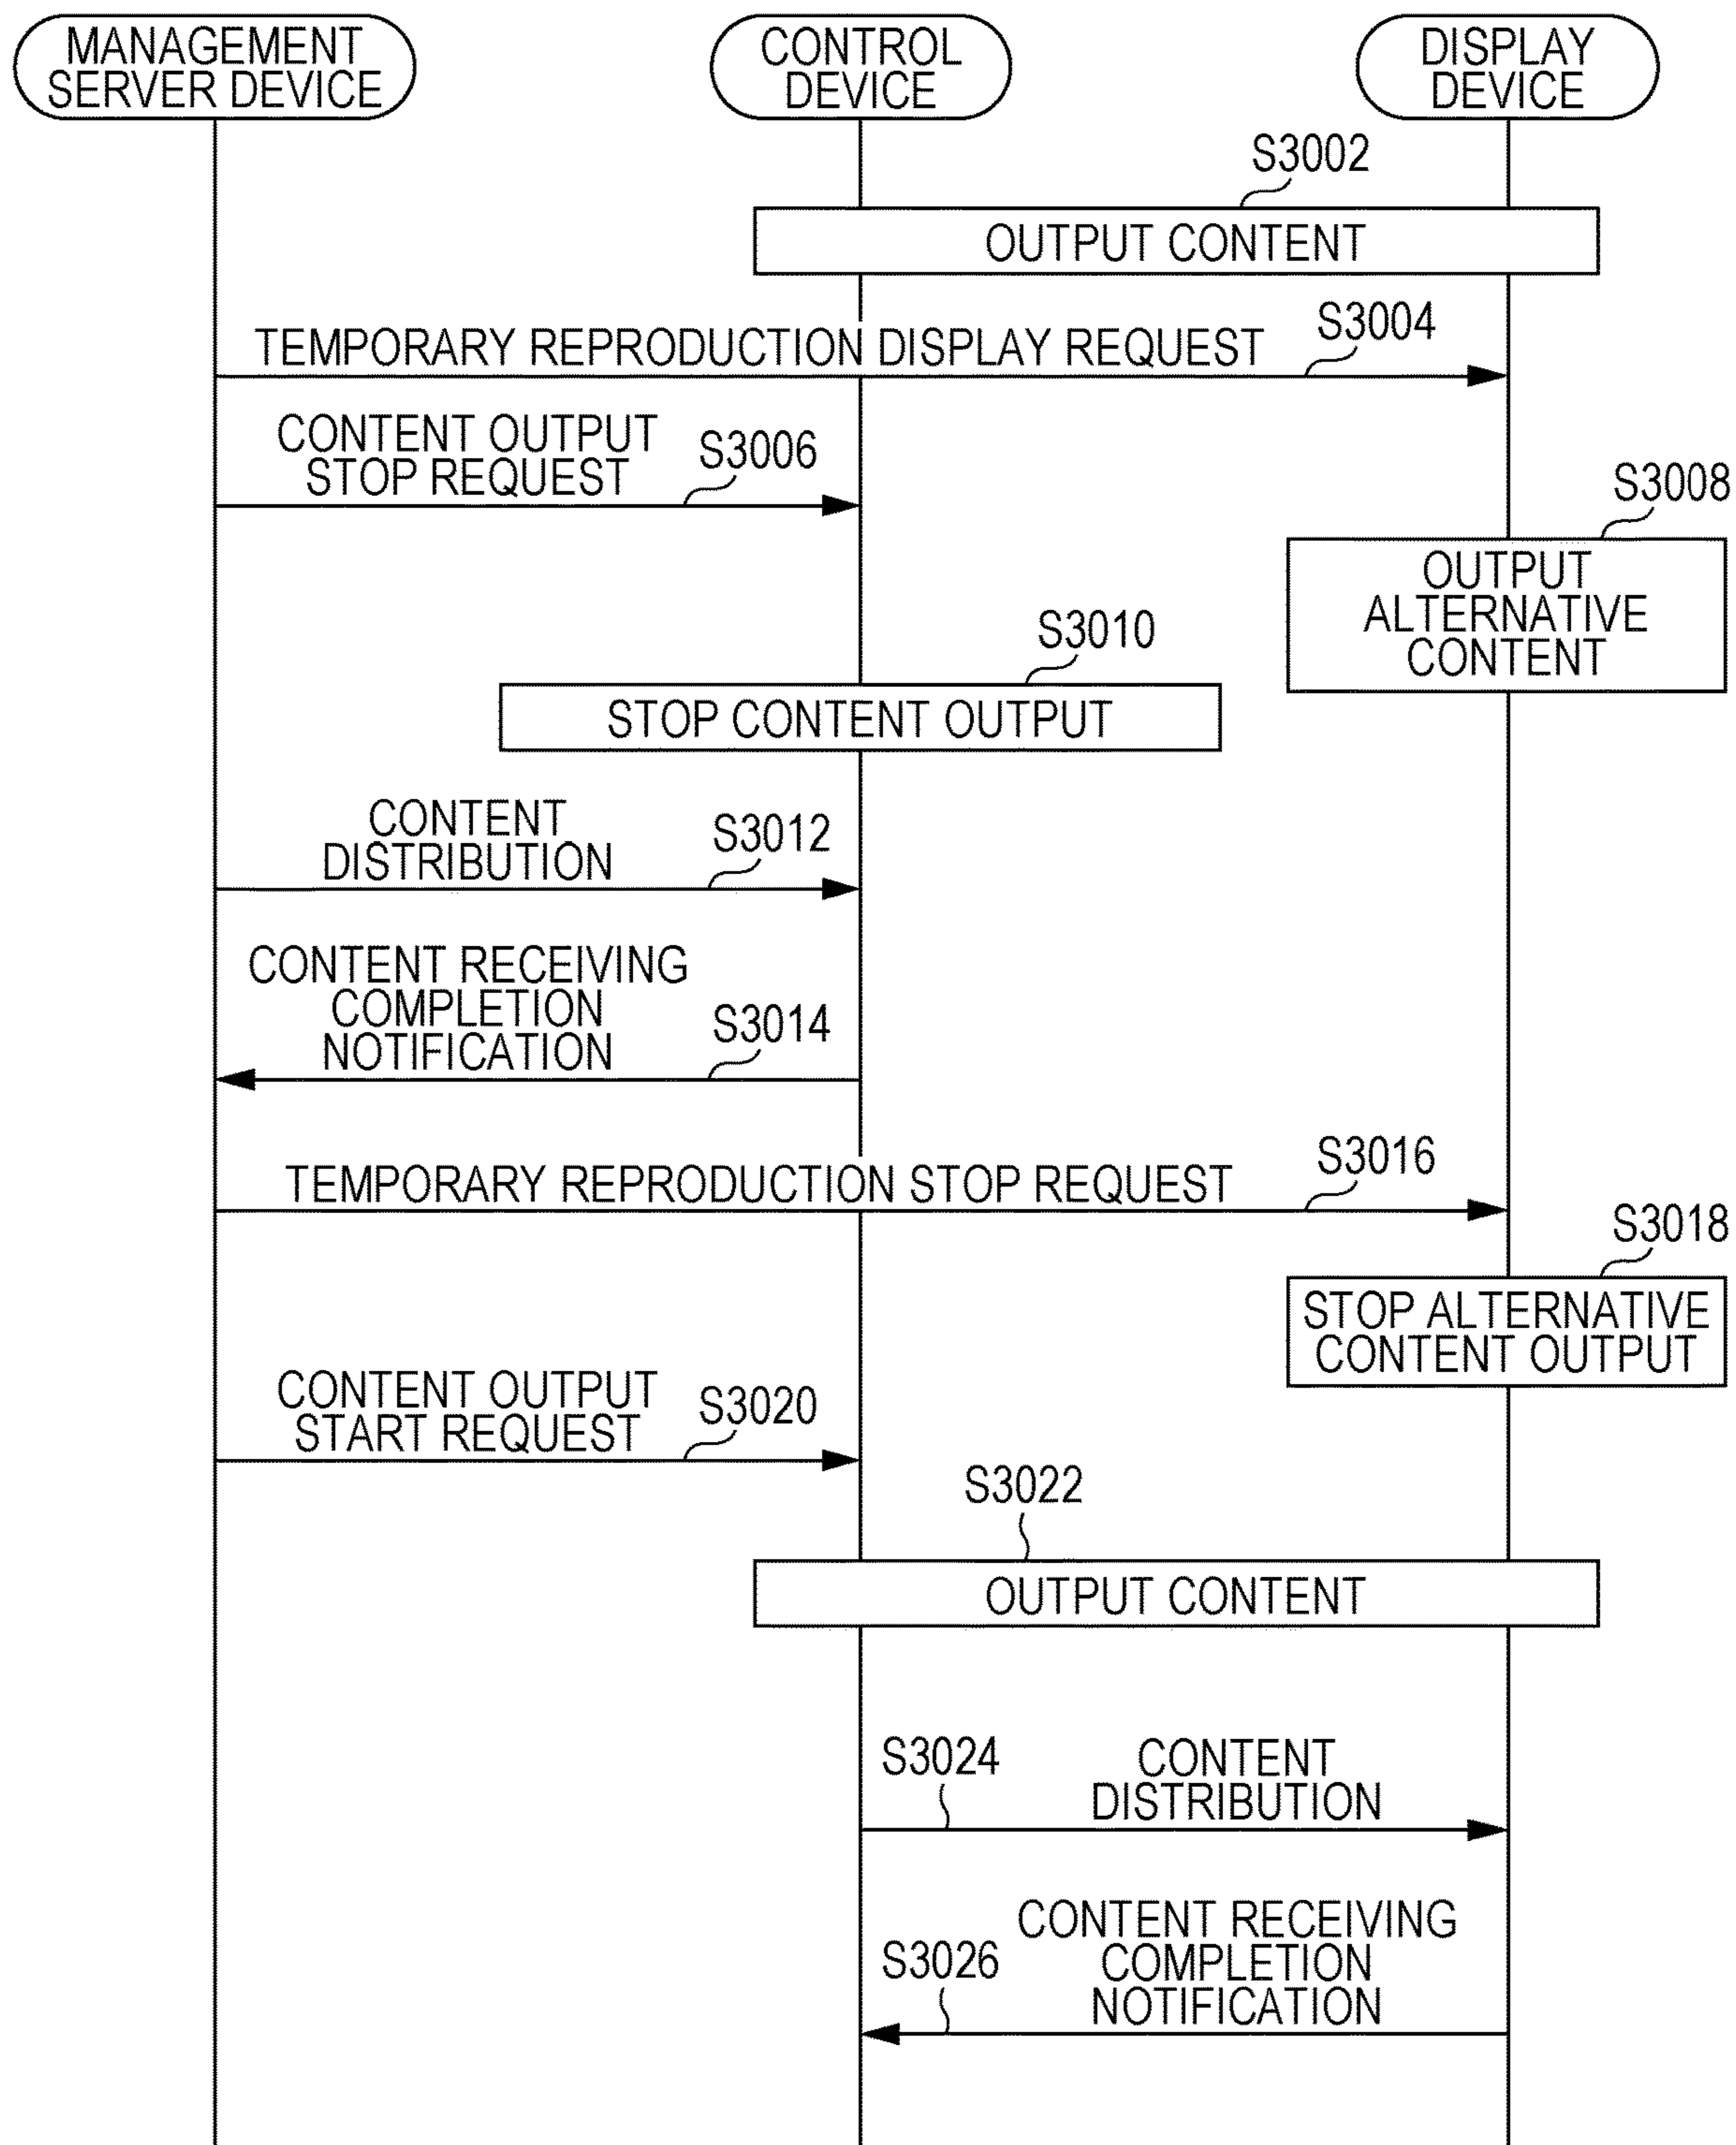 MANAGEMENT
SERVER DEVICE
CONTROL
DEVICE
DISPLAY
DEVICE
S3002
OUTPUT CONTENT
TEMPORARY REPRODUCTION DISPLAY REQUEST
S3004
CONTENT OUTPUT
STOP REQUEST
S3006
S3008
OUTPUT
ALTERNATIVE
CONTENT
S3010
STOP CONTENT OUTPUT
CONTENT
DISTRIBUTION
S3012
CONTENT RECEIVING
COMPLETION
NOTIFICATION
S3014
TEMPORARY REPRODUCTION STOP REQUEST
S3016
S3018
STOP ALTERNATIVE
CONTENT OUTPUT
CONTENT OUTPUT
START REQUEST
S3020
S3022
OUTPUT CONTENT
S3024
CONTENT
DISTRIBUTION
CONTENT RECEIVING
COMPLETION
NOTIFICATION
S3026